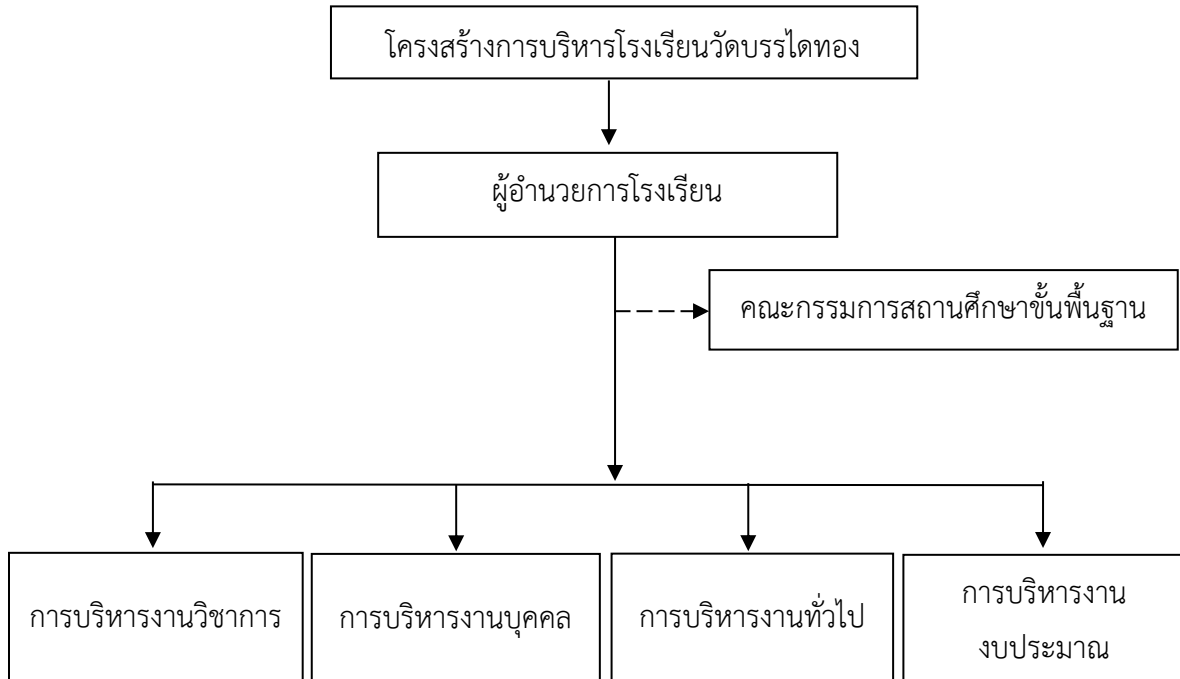 โครงสร้างการบริหารโรงเรียนวัดบรรไดทอง
ผู้อำนวยการโรงเรียน
คณะกรรมการสถานศึกษาขั้นพื้นฐาน
การบริหารงานวิชาการ
การบริหารงานบุคคล
การบริหารงานทั่วไป
การบริหารงาน
งบประมาณ